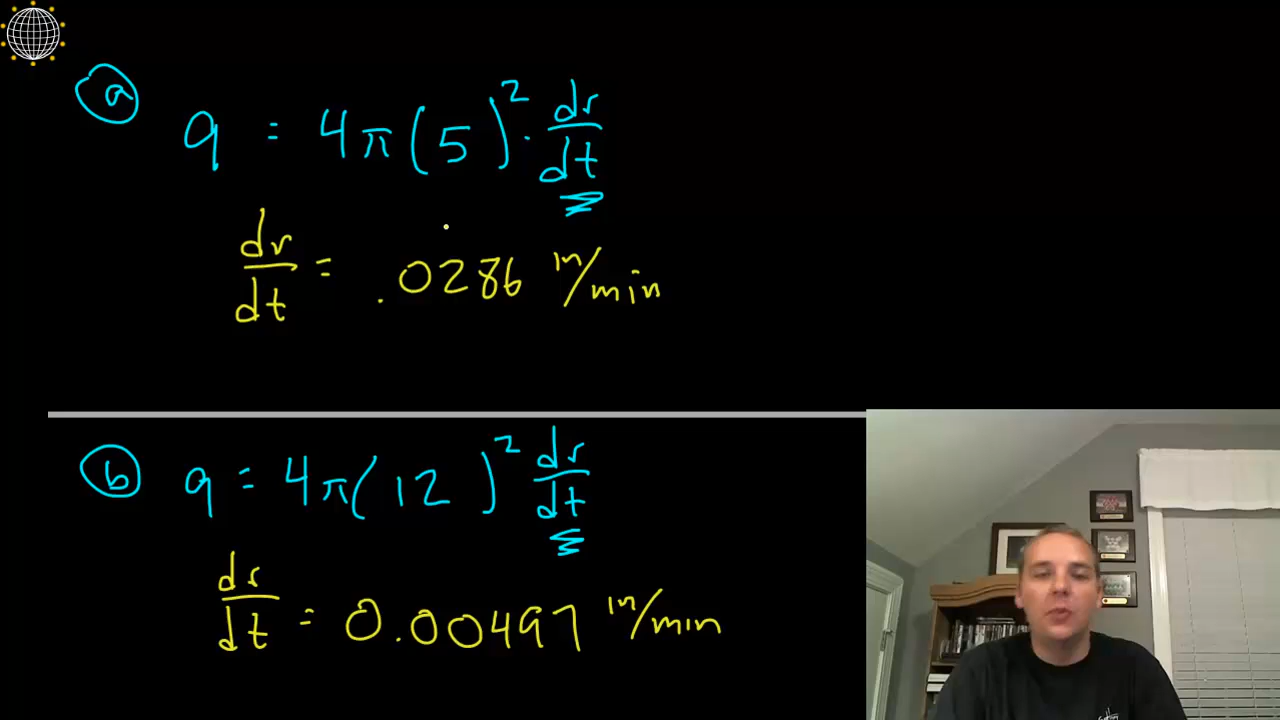 a
9 = 4π(5)² · dr/dt
dr/dt = .0286 in/min
b
9 = 4π(12)² dr/dt
dr/dt = 0.00497 in/min